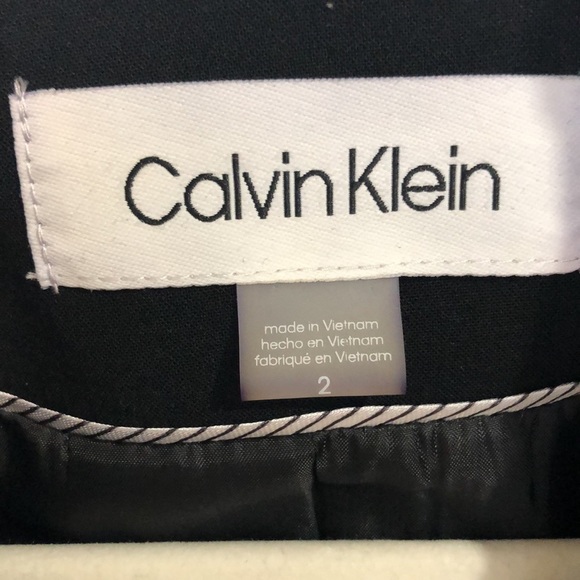 Calvin Klein
made in Vietnam
hecho en Vietnam
fabriqué en Vietnam
2